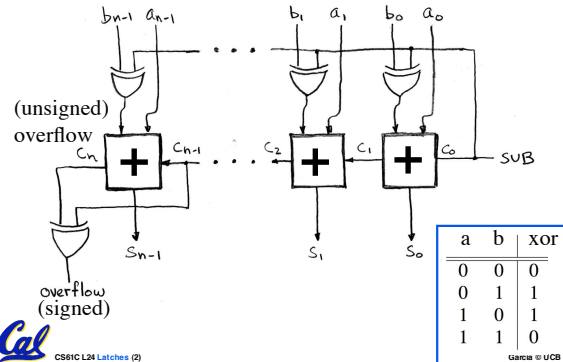 bn-1 an-1 b1 a1 b0 a0
(unsigned)
overflow
cn cn-1 c2 c1 c0 SUB
+ + +
sn-1 s1 s0
overflow
(signed)
a b xor
0 0 0
0 1 1
1 0 1
1 1 0
Cal
CS61C L24 Latches (2) Garcia © UCB